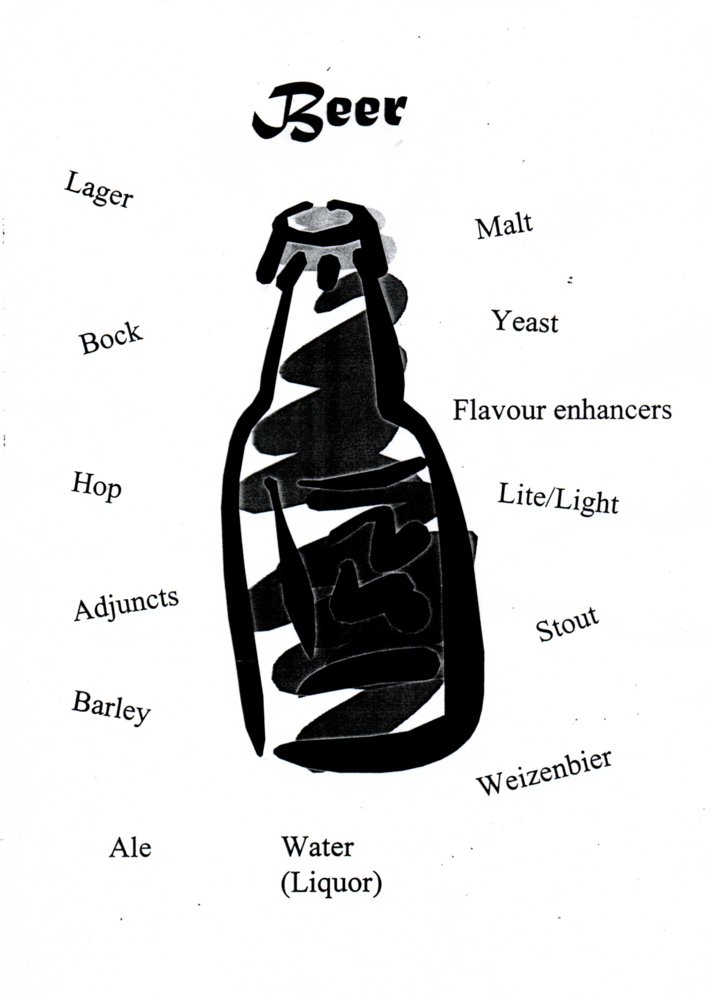 Beer
Lager
Malt
Bock
Yeast
Flavour enhancers
Hop
Lite/Light
Adjuncts
Stout
Barley
Weizenbier
Ale
Water
(Liquor)